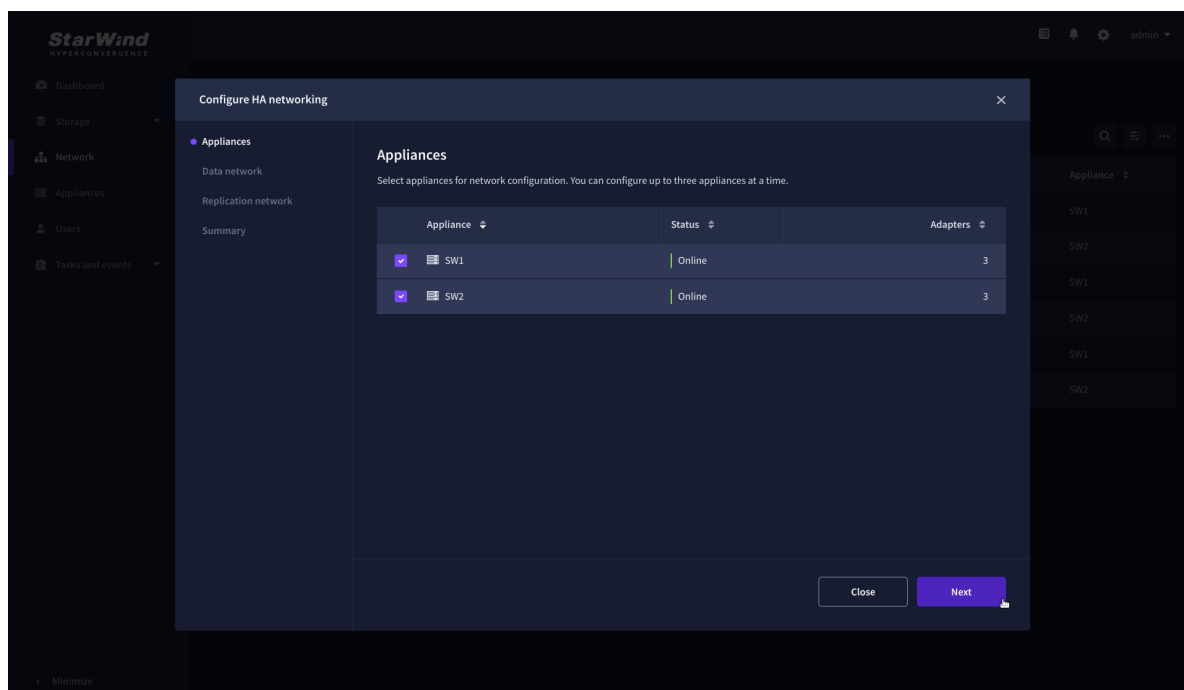 StarWind
HYPERCONVERGENCE
admin
Dashboard
Storage
Network
Appliances
Users
Tasks and events
Minimize
Configure HA networking
Appliances
Data network
Replication network
Summary
Appliances
Select appliances for network configuration. You can configure up to three appliances at a time.
Appliance Status Adapters
SW1 Online 3
SW2 Online 3
Close Next
Appliance
SW1
SW2
SW1
SW2
SW1
SW2